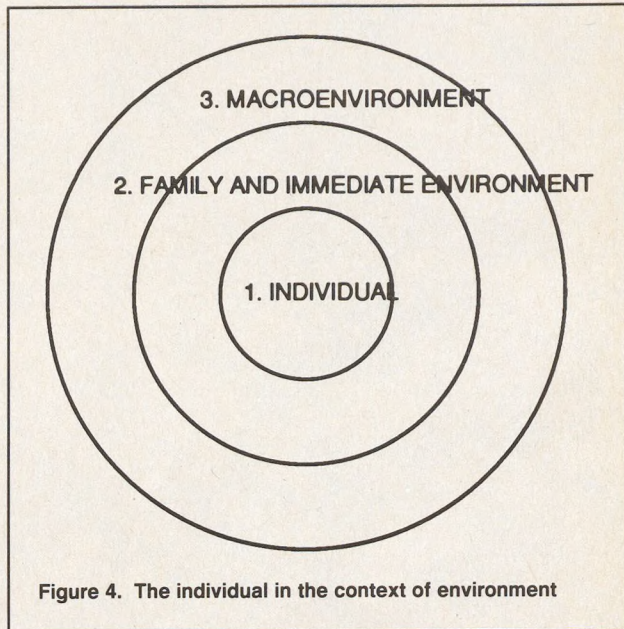 3. MACROENVIRONMENT
2. FAMILY AND IMMEDIATE ENVIRONMENT
1. INDIVIDUAL
Figure 4. The individual in the context of environment